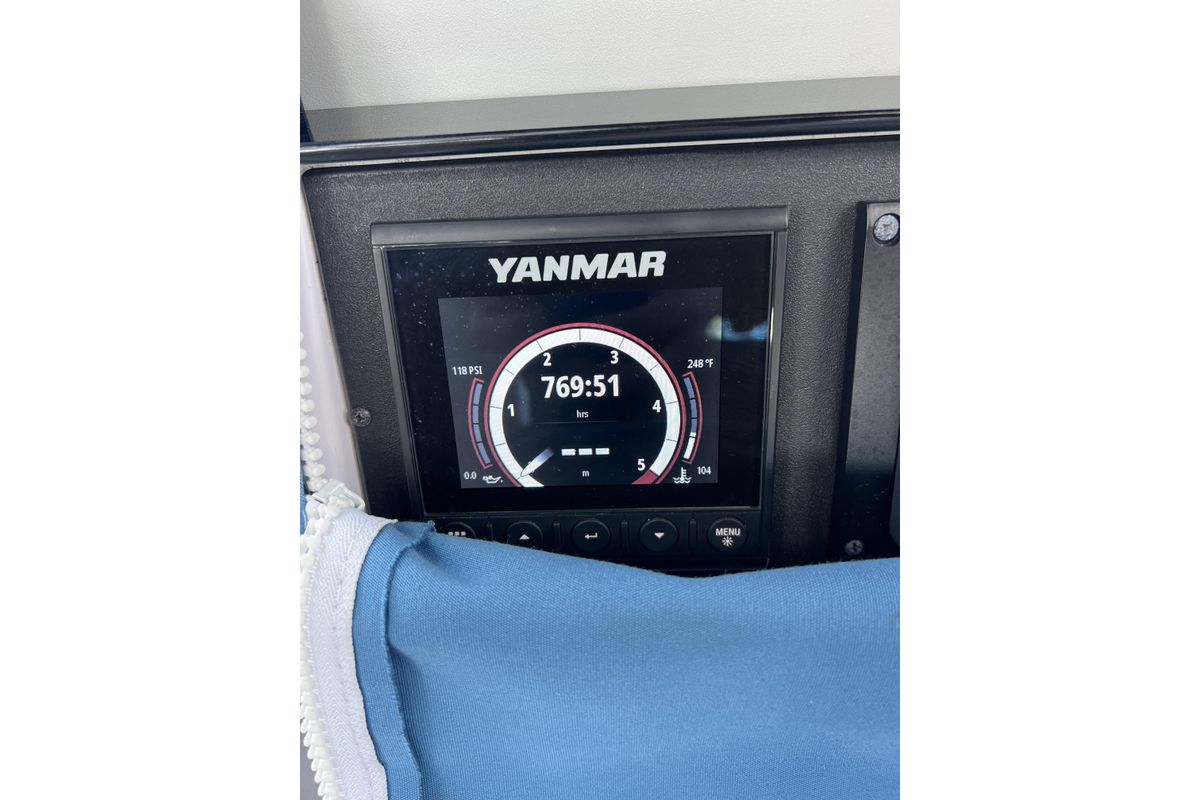 YANMAR
2 3
118 PSI 248 °F
769:51
1 4
hrs
5
0.0 m 104
MENU